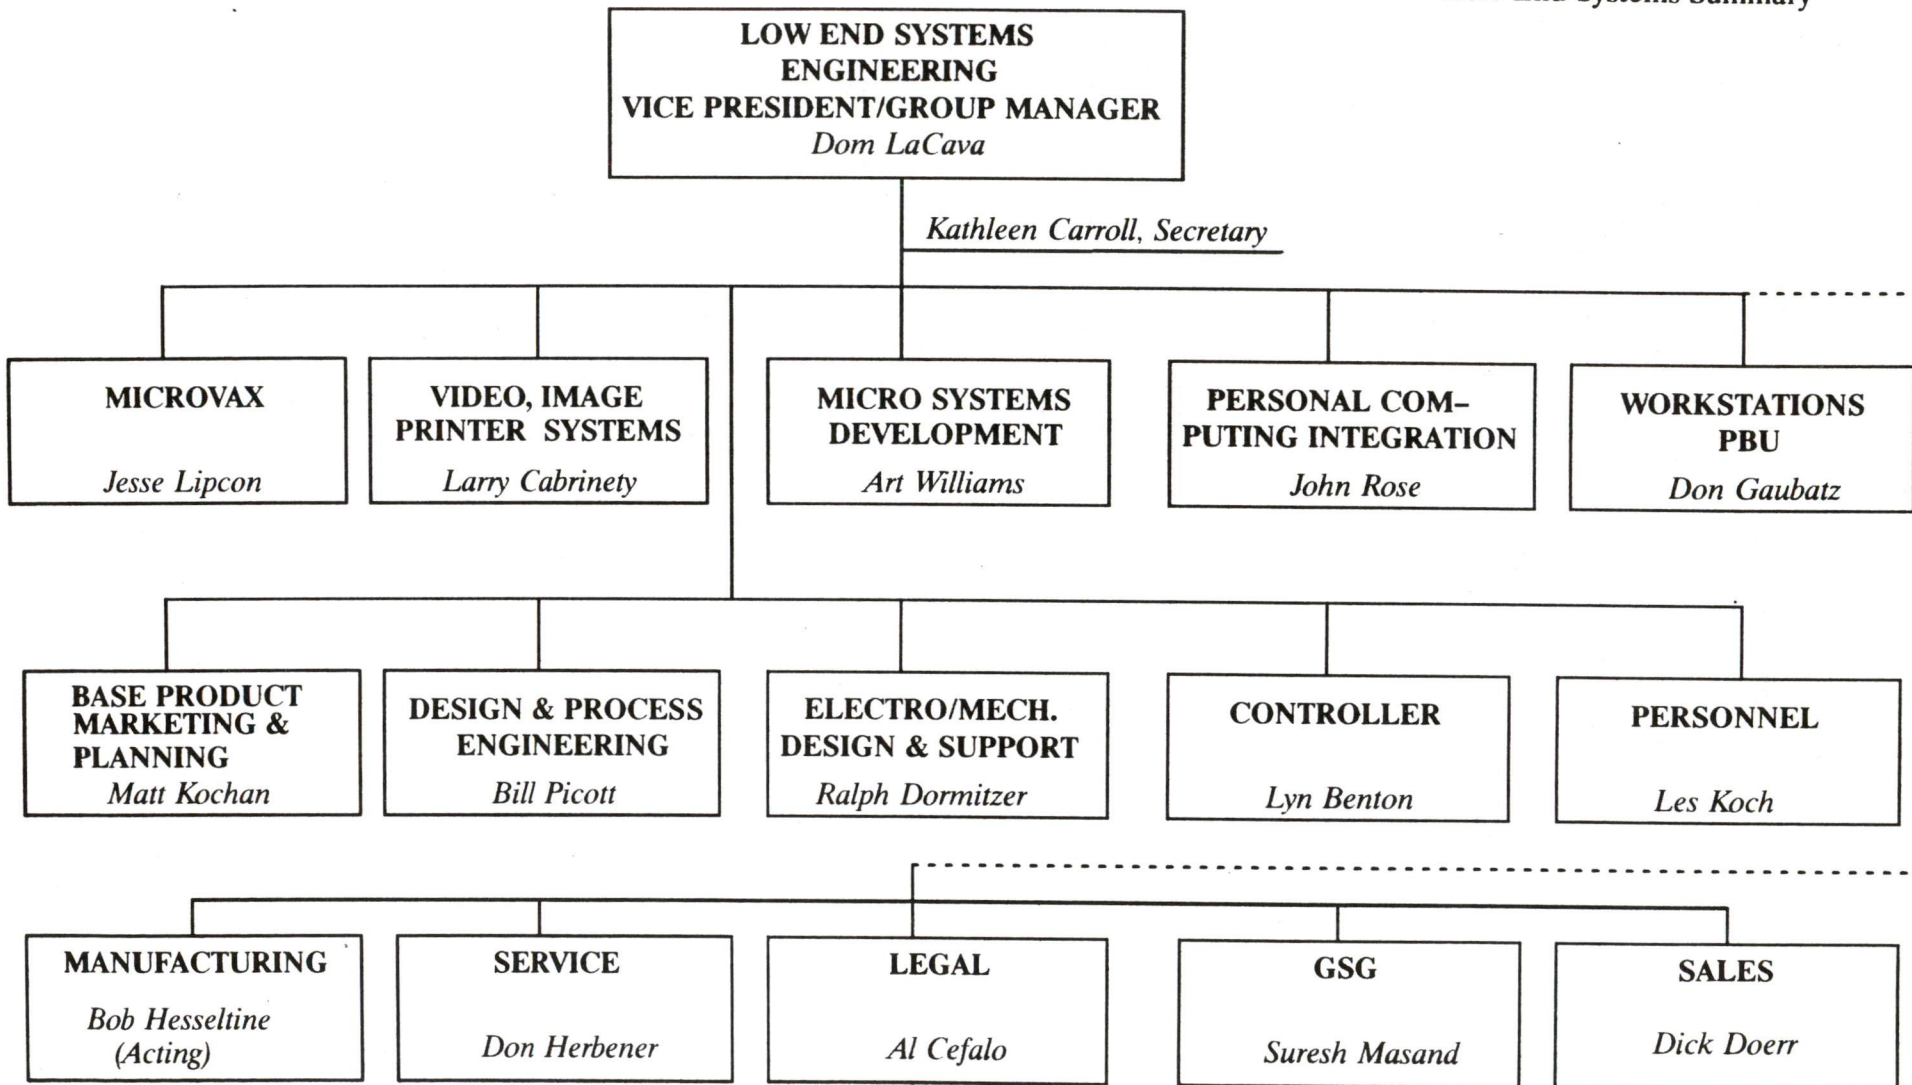 End Systems Summary
LOW END SYSTEMS
ENGINEERING
VICE PRESIDENT/GROUP MANAGER
Dom LaCava
Kathleen Carroll, Secretary
MICROVAX
Jesse Lipcon
VIDEO, IMAGE
PRINTER SYSTEMS
Larry Cabrinety
MICRO SYSTEMS
DEVELOPMENT
Art Williams
PERSONAL COM–
PUTING INTEGRATION
John Rose
WORKSTATIONS
PBU
Don Gaubatz
BASE PRODUCT
MARKETING &
PLANNING
Matt Kochan
DESIGN & PROCESS
ENGINEERING
Bill Picott
ELECTRO/MECH.
DESIGN & SUPPORT
Ralph Dormitzer
CONTROLLER
Lyn Benton
PERSONNEL
Les Koch
MANUFACTURING
Bob Hesseltine
(Acting)
SERVICE
Don Herbener
LEGAL
Al Cefalo
GSG
Suresh Masand
SALES
Dick Doerr